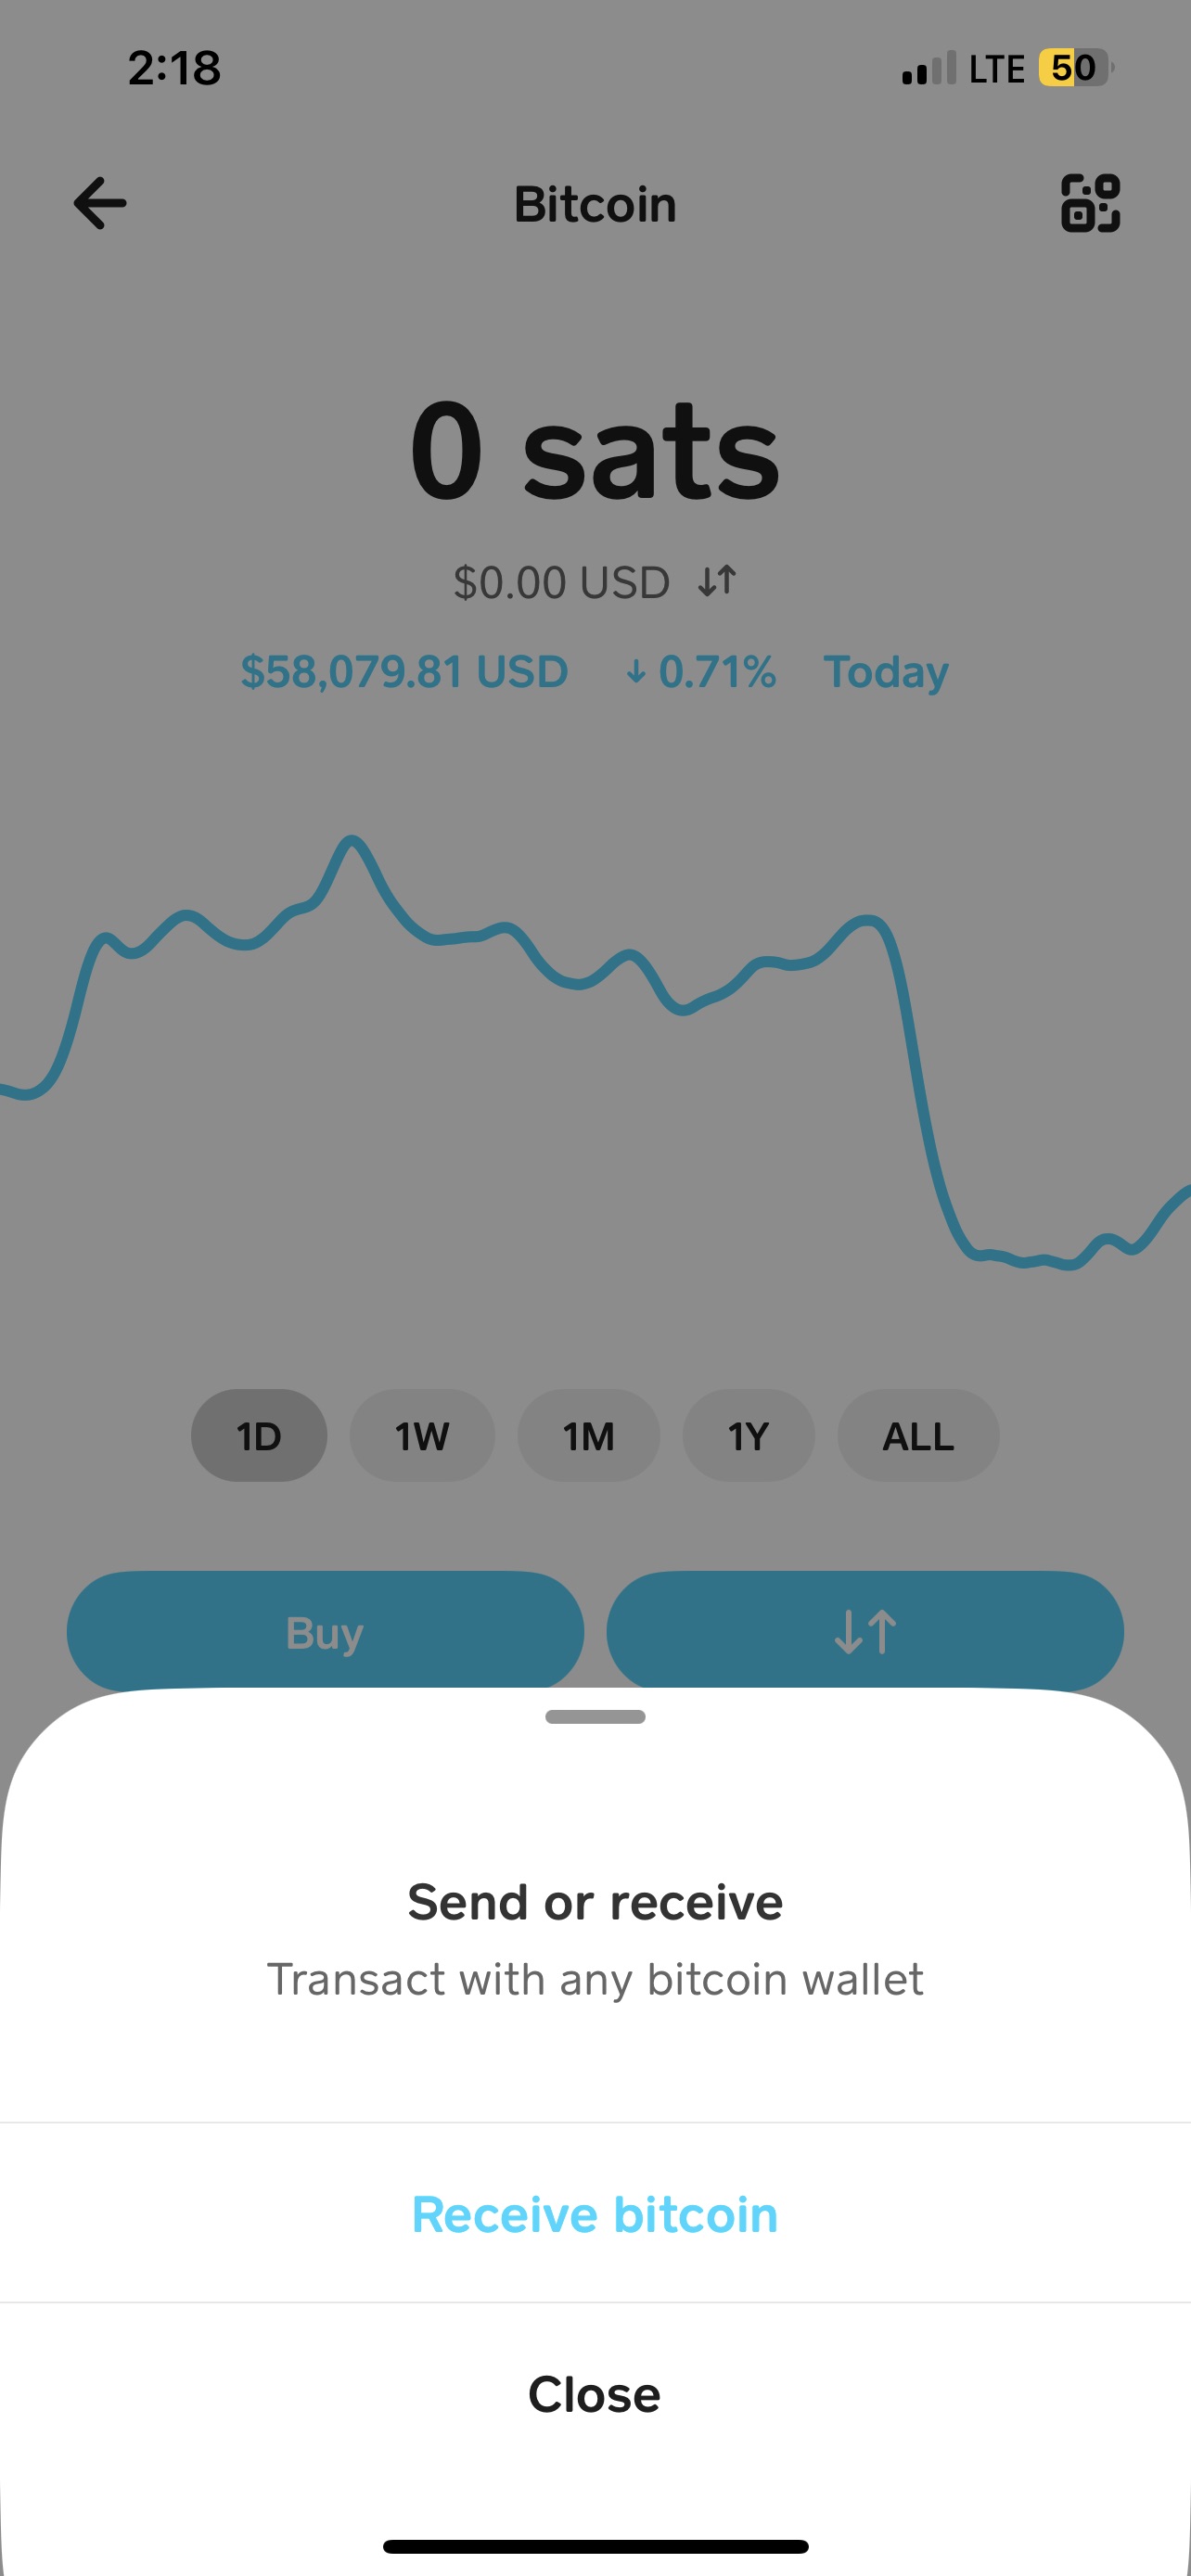 2:18
LTE 50
Bitcoin
0 sats
$0.00 USD
$58,079.81 USD ↓ 0.71% Today
1D 1W 1M 1Y ALL
Buy
Send or receive
Transact with any bitcoin wallet
Receive bitcoin
Close